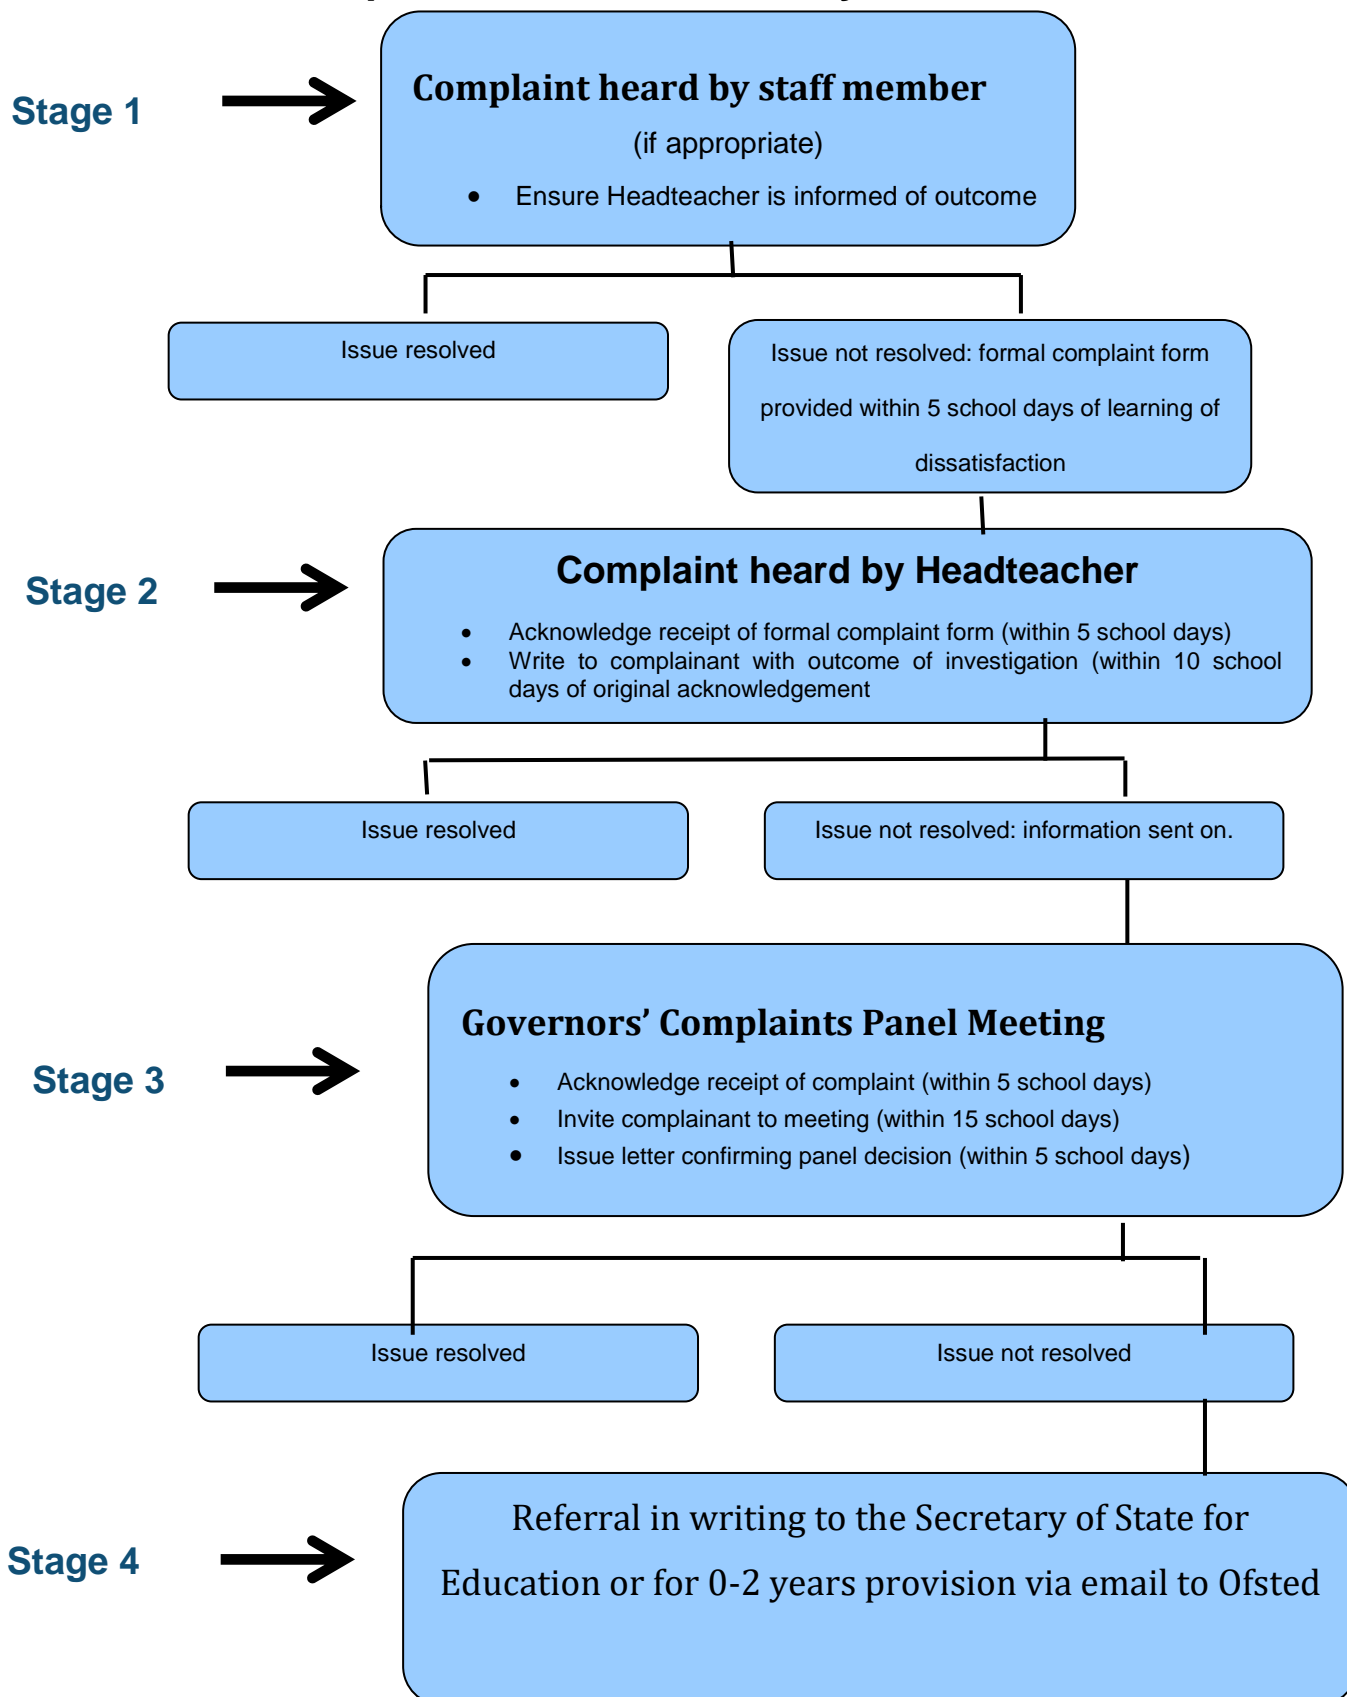 Stage 1
Complaint heard by staff member
(if appropriate)
• Ensure Headteacher is informed of outcome
Issue resolved
Issue not resolved: formal complaint form
provided within 5 school days of learning of
dissatisfaction
Stage 2
Complaint heard by Headteacher
• Acknowledge receipt of formal complaint form (within 5 school days)
• Write to complainant with outcome of investigation (within 10 school
days of original acknowledgement
Issue resolved
Issue not resolved: information sent on.
Stage 3
Governors’ Complaints Panel Meeting
• Acknowledge receipt of complaint (within 5 school days)
• Invite complainant to meeting (within 15 school days)
• Issue letter confirming panel decision (within 5 school days)
Issue resolved
Issue not resolved
Stage 4
Referral in writing to the Secretary of State for
Education or for 0-2 years provision via email to Ofsted